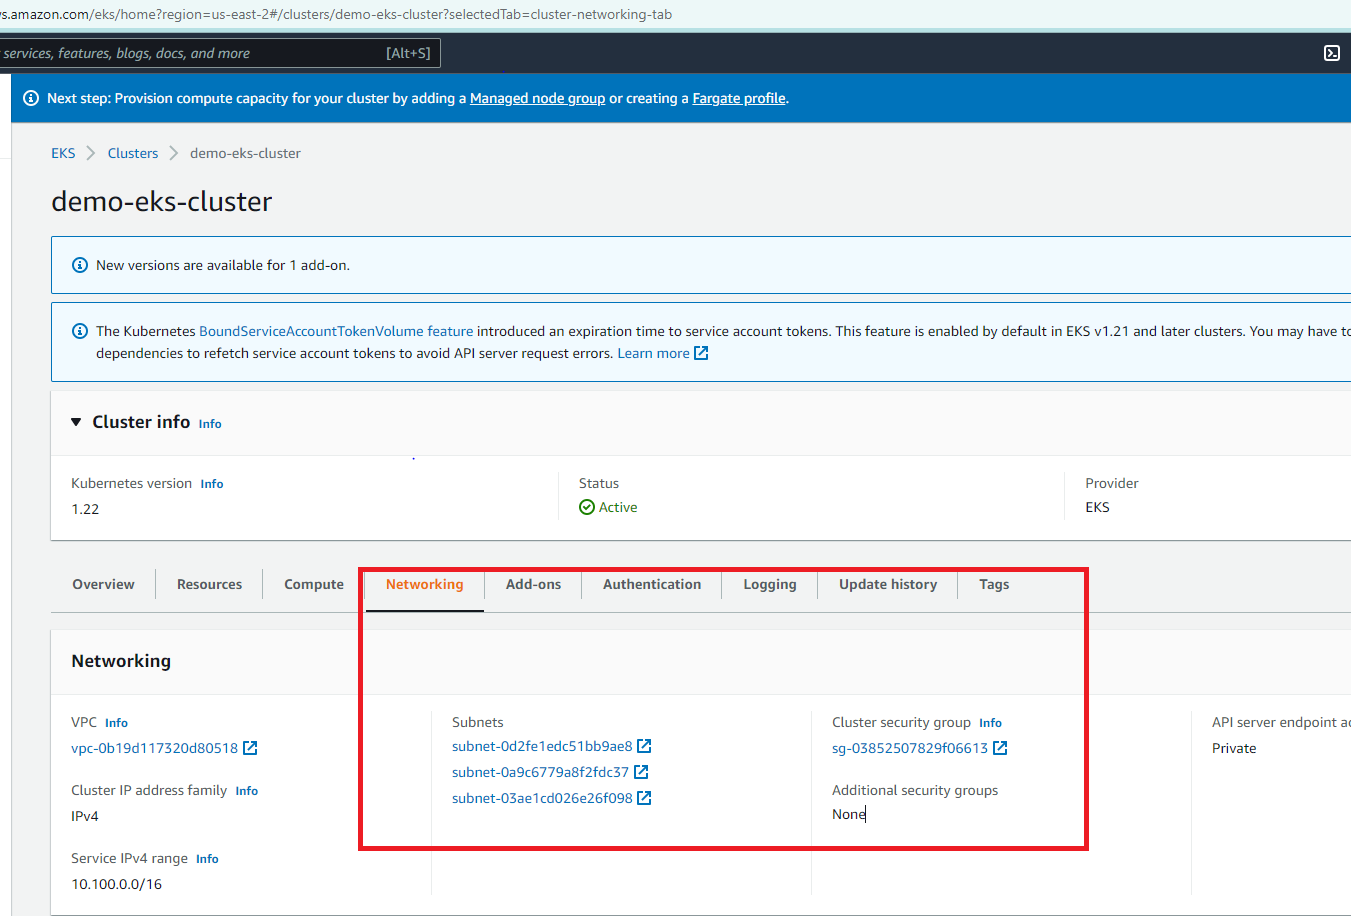 vs.amazon.com/eks/home?region=us-east-2#/clusters/demo-eks-cluster?selectedTab=cluster-networking-tab
services, features, blogs, docs, and more [Alt+S]
Next step: Provision compute capacity for your cluster by adding a Managed node group or creating a Fargate profile.
EKS Clusters demo-eks-cluster
demo-eks-cluster
New versions are available for 1 add-on.
The Kubernetes BoundServiceAccountTokenVolume feature introduced an expiration time to service account tokens. This feature is enabled by default in EKS v1.21 and later clusters. You may have to
dependencies to refetch service account tokens to avoid API server request errors. Learn more
Cluster info Info
Kubernetes version Info
1.22
Status
Active
Provider
EKS
Overview Resources Compute Networking Add-ons Authentication Logging Update history Tags
Networking
VPC Info
vpc-0b19d117320d80518
Cluster IP address family Info
IPv4
Service IPv4 range Info
10.100.0.0/16
Subnets
subnet-0d2fe1edc51bb9ae8
subnet-0a9c6779a8f2fdc37
subnet-03ae1cd026e26f098
Cluster security group Info
sg-03852507829f06613
Additional security groups
None
API server endpoint ac
Private